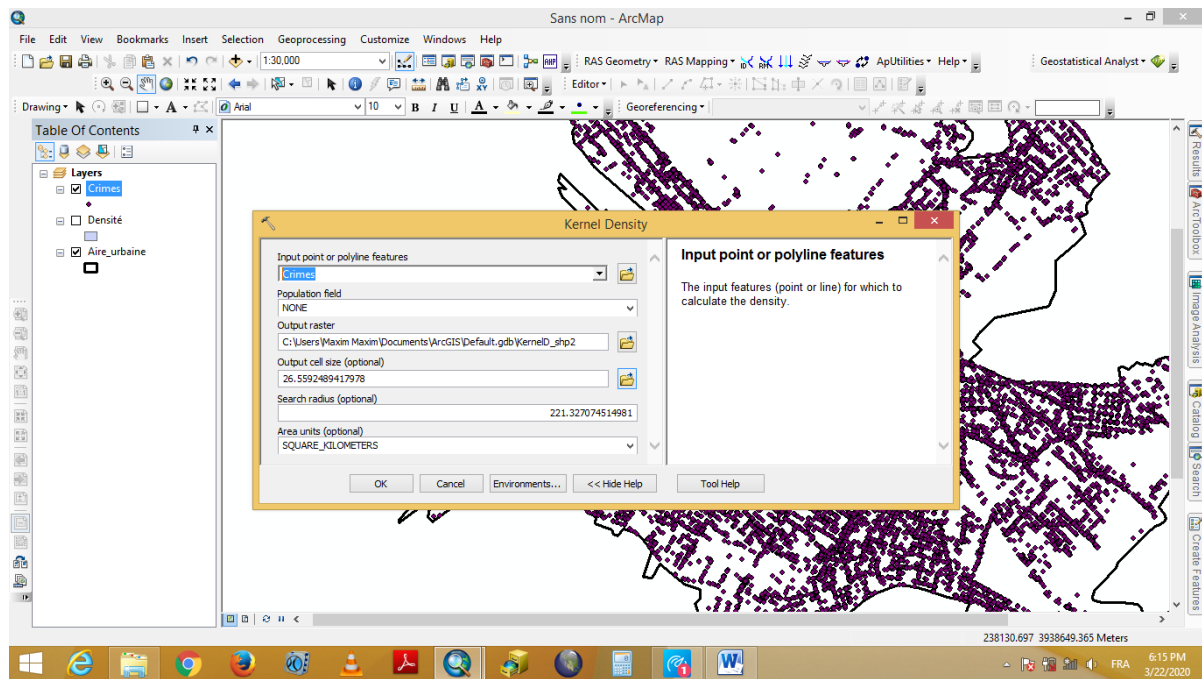 Sans nom - ArcMap
File Edit View Bookmarks Insert Selection Geoprocessing Customize Windows Help
1:30,000 RAS Geometry RAS Mapping ApUtilities Help Geostatistical Analyst
Editor
Drawing A Arial 10 B I U A Georeferencing
Table Of Contents
Layers
Crimes
Densité
Aire_urbaine
Kernel Density
Input point or polyline features
Crimes
Population field
NONE
Output raster
C:\Users\Maxim Maxim\Documents\ArcGIS\Default.gdb\KernelD_shp2
Output cell size (optional)
26.5592489417978
Search radius (optional)
221.327074514981
Area units (optional)
SQUARE_KILOMETERS
OK Cancel Environments... << Hide Help Tool Help
Input point or polyline features
The input features (point or line) for which to
calculate the density.
Results
ArcToolbox
Image Analysis
Catalog
Search
Create Features
238130.697 3938649.365 Meters
FRA
6:15 PM
3/22/2020